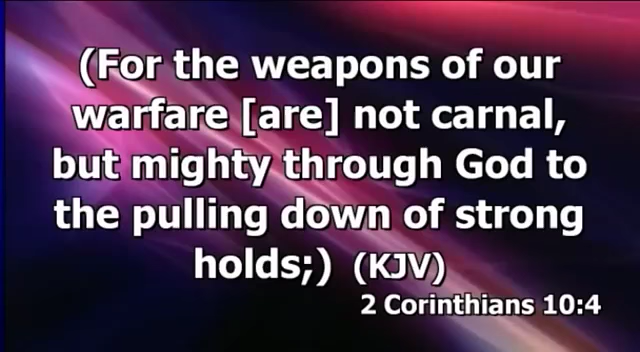 (For the weapons of our
warfare [are] not carnal,
but mighty through God to
the pulling down of strong
holds;) (KJV)
2 Corinthians 10:4